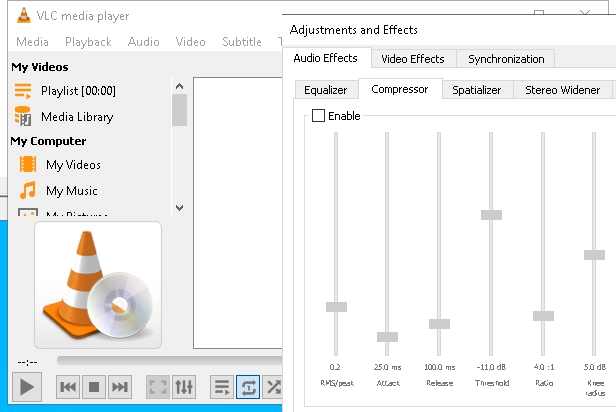 VLC media player
Media Playback Audio Video Subtitle T
My Videos
Playlist [00:00]
Media Library
My Computer
My Videos
My Music
My Pictures
--:--
Adjustments and Effects
Audio Effects Video Effects Synchronization
Equalizer Compressor Spatializer Stereo Widener
Enable
0.2 25.0 ms 100.0 ms -11.0 dB 4.0 :1 5.0 dB
RMS/peak Attack Release Threshold Ratio Knee
radius